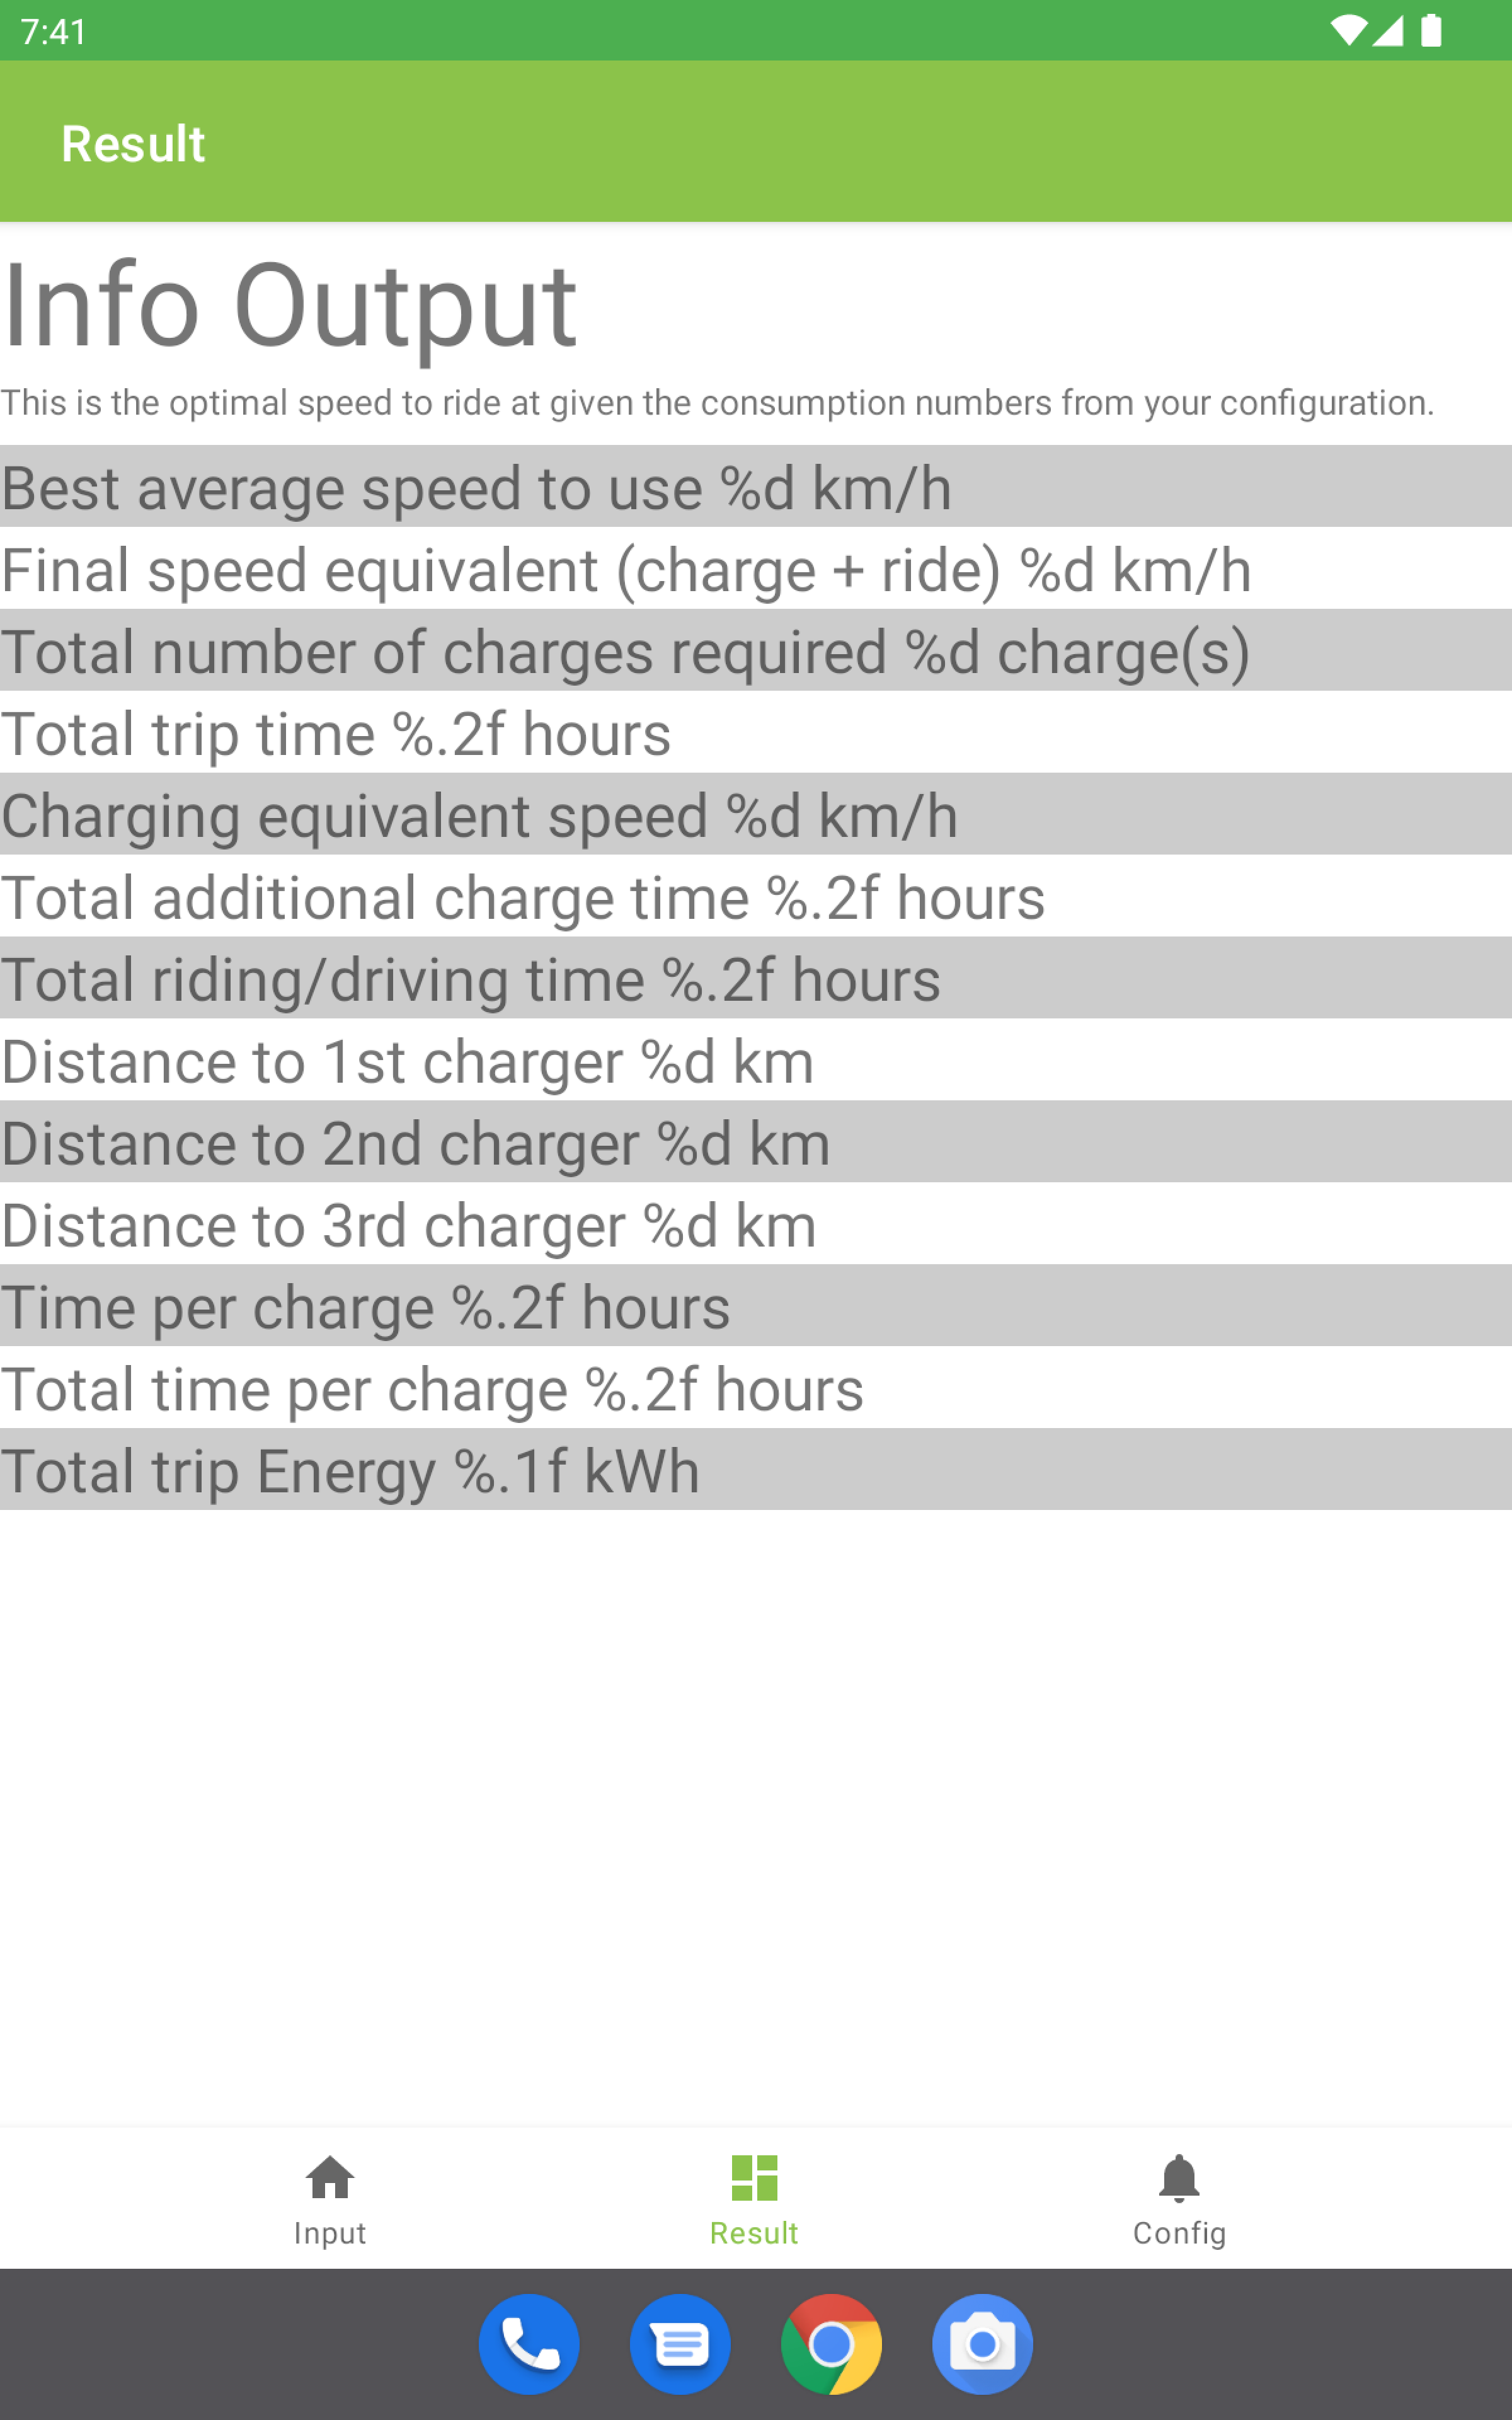 7:41
Result
Info Output
This is the optimal speed to ride at given the consumption numbers from your configuration.
Best average speed to use %d km/h
Final speed equivalent (charge + ride) %d km/h
Total number of charges required %d charge(s)
Total trip time %.2f hours
Charging equivalent speed %d km/h
Total additional charge time %.2f hours
Total riding/driving time %.2f hours
Distance to 1st charger %d km
Distance to 2nd charger %d km
Distance to 3rd charger %d km
Time per charge %.2f hours
Total time per charge %.2f hours
Total trip Energy %.1f kWh
Input
Result
Config